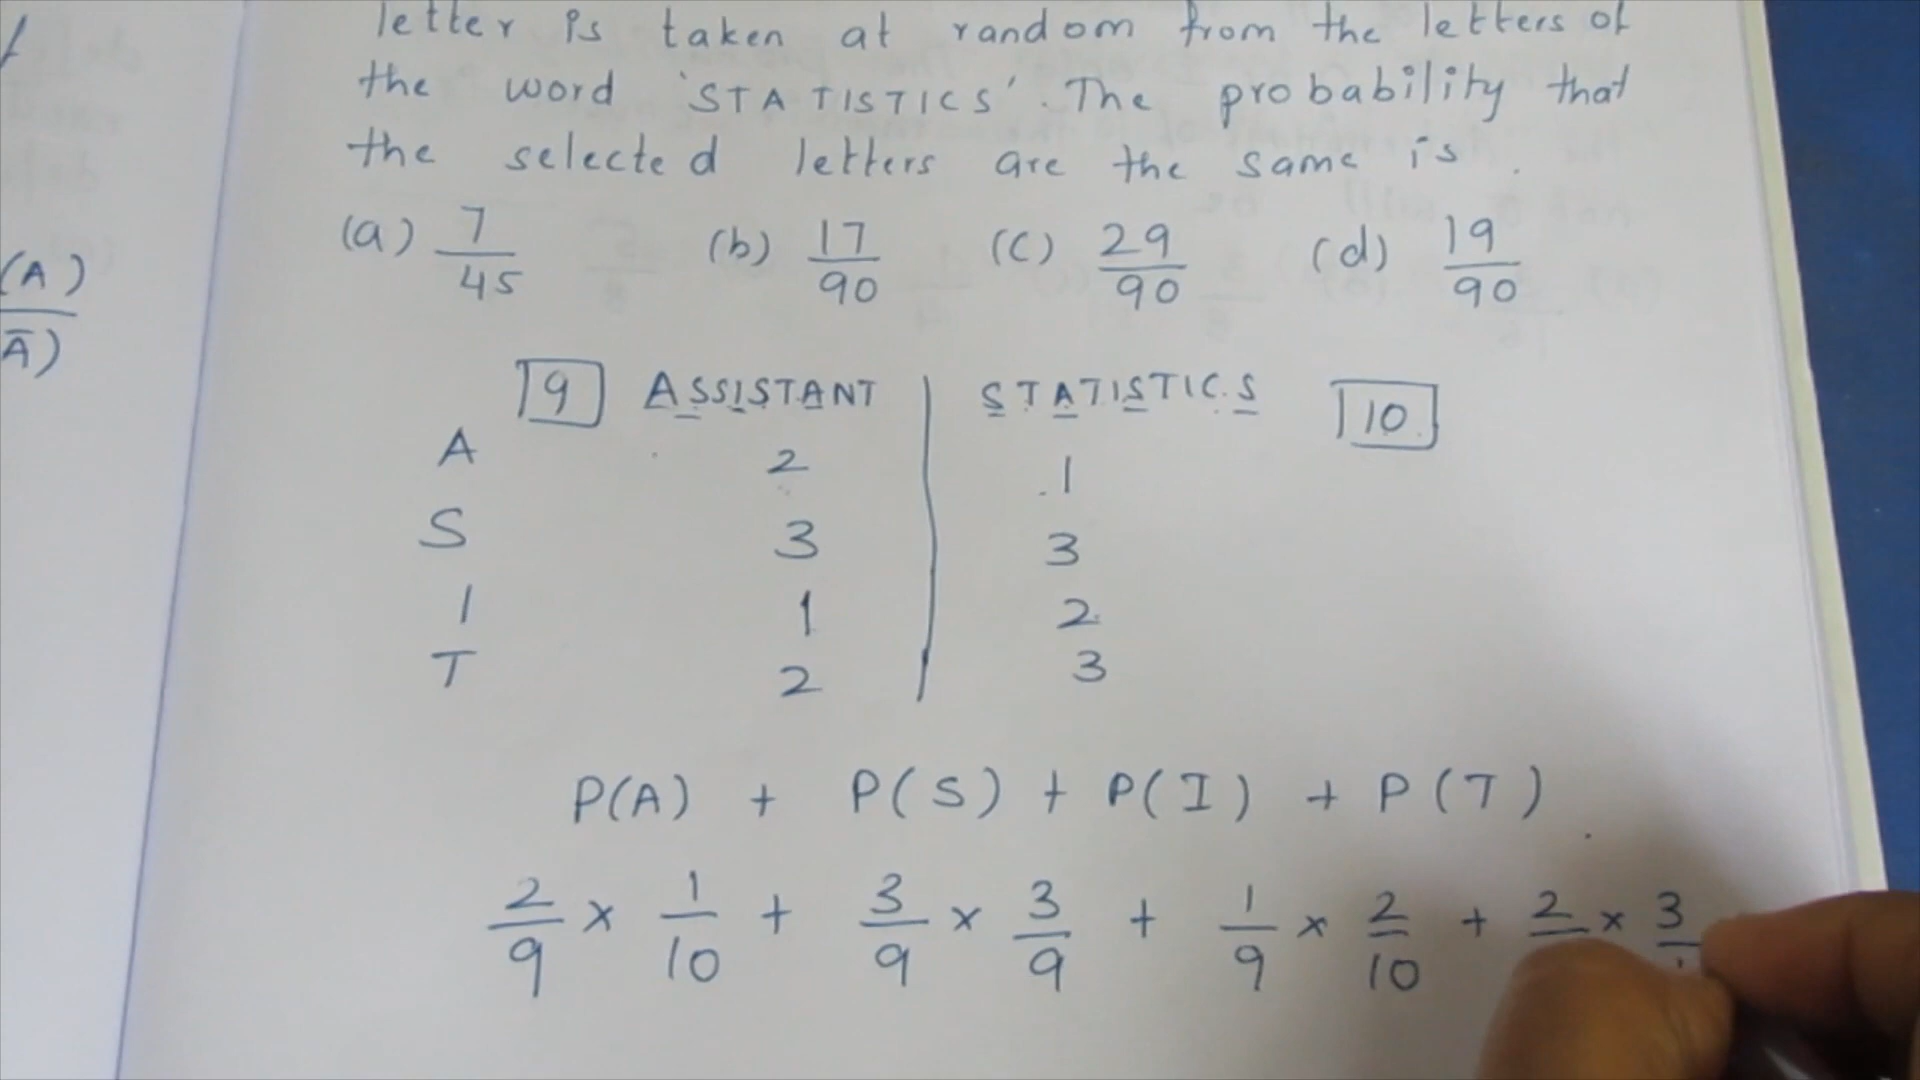 letter is taken at random from the letters of
the word 'STATISTICS'. The probability that
the selected letters are the same is
(a) 7/45 (b) 17/90 (c) 29/90 (d) 19/90
(A)
Ā)
9 ASSISTANT STATISTICS 10
A 2 1
S 3 3
I 1 2
T 2 3
P(A) + P(S) + P(I) + P(T)
2/9 × 1/10 + 3/9 × 3/9 + 1/9 × 2/10 + 2 × 3